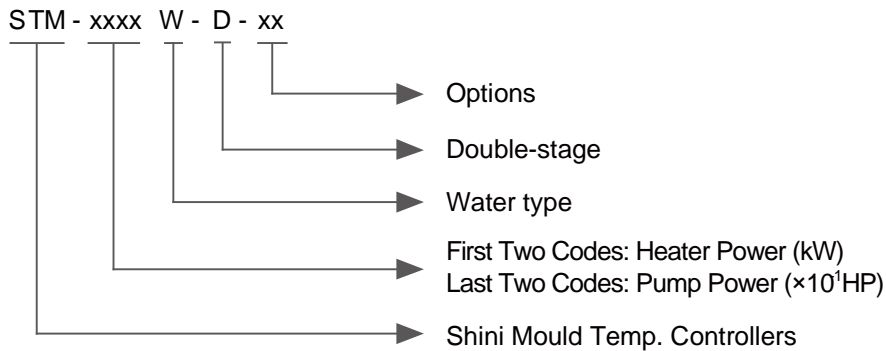 STM - xxxx W - D - xx
Options
Double-stage
Water type
First Two Codes: Heater Power (kW)
Last Two Codes: Pump Power (×10¹HP)
Shini Mould Temp. Controllers